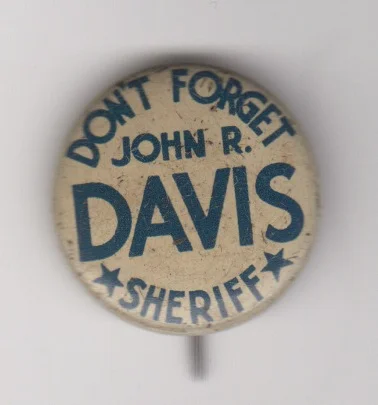 DON'T FORGET
JOHN R.
DAVIS
★SHERIFF★